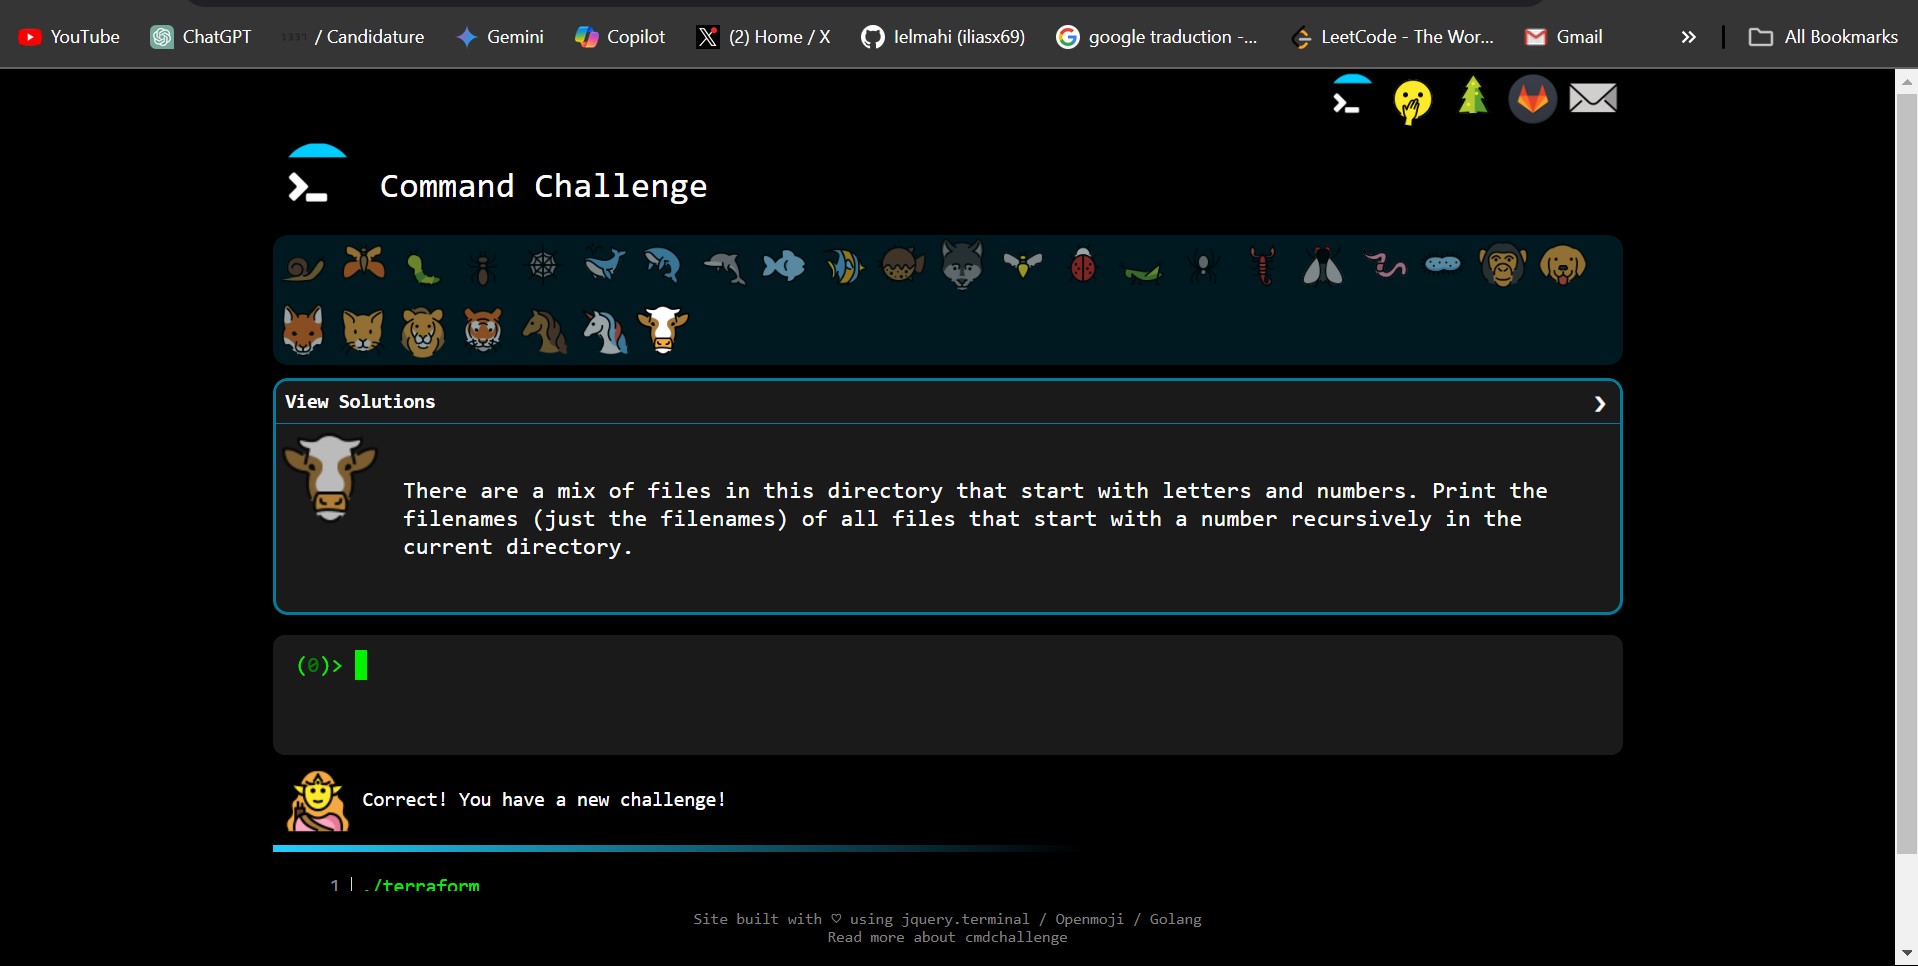 YouTube ChatGPT 1337 / Candidature Gemini Copilot (2) Home / X lelmahi (iliasx69) google traduction -... LeetCode - The Wor... Gmail » All Bookmarks
Command Challenge
View Solutions
There are a mix of files in this directory that start with letters and numbers. Print the
filenames (just the filenames) of all files that start with a number recursively in the
current directory.
(0)>
Correct! You have a new challenge!
1 ./terraform
Site built with ♡ using jquery.terminal / Openmoji / Golang
Read more about cmdchallenge